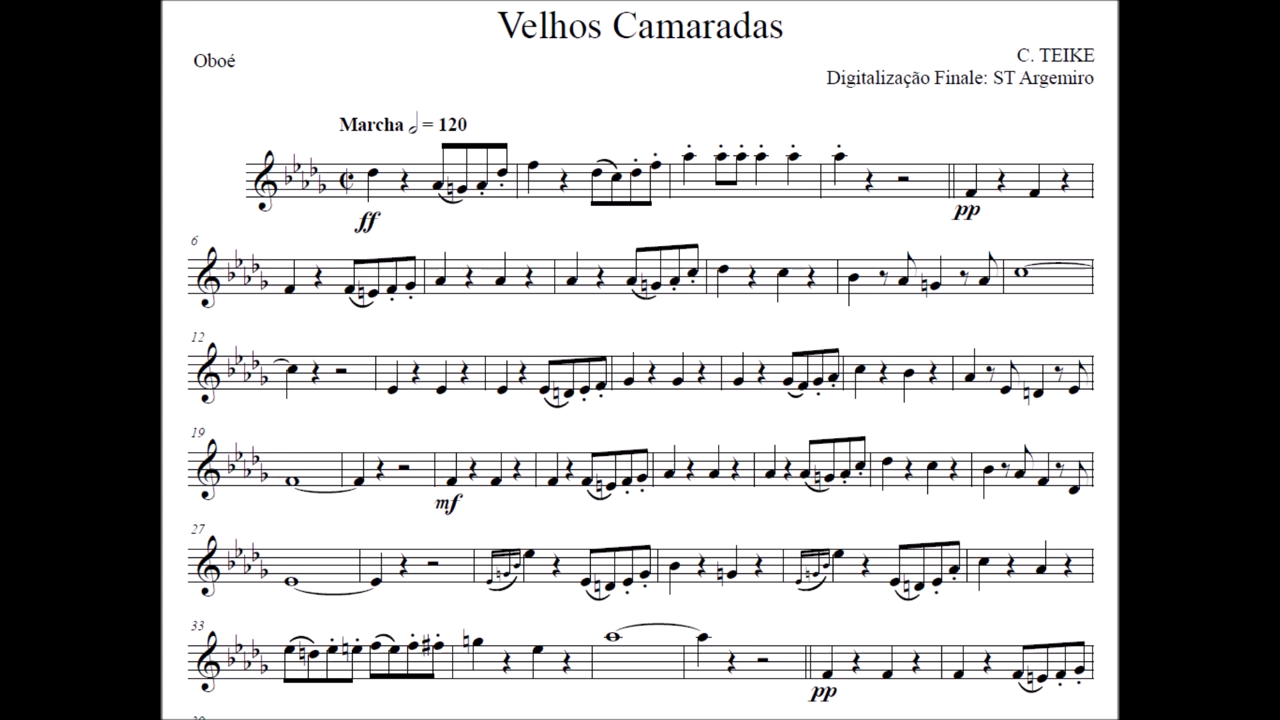 Velhos Camaradas
Oboé
C. TEIKE
Digitalização Finale: ST Argemiro
Marcha = 120
ff
pp
6
12
19
mf
27
33
pp